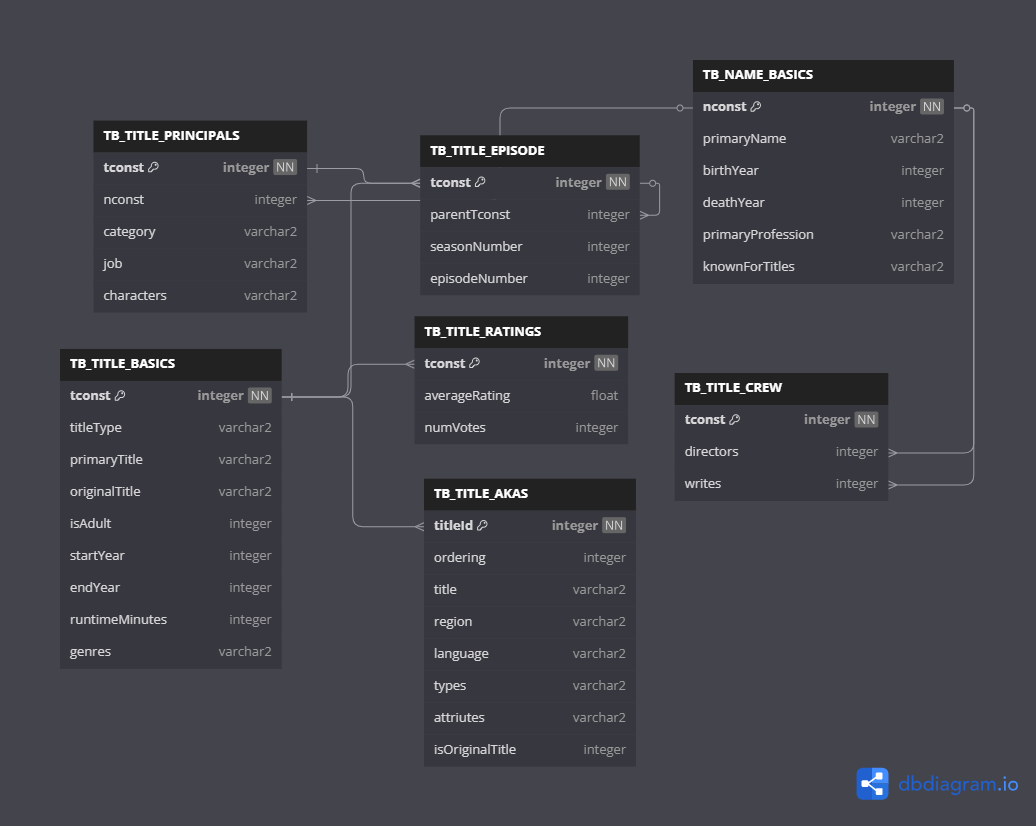 TB_TITLE_PRINCIPALS
tconst integer NN
nconst integer
category varchar2
job varchar2
characters varchar2
TB_TITLE_EPISODE
tconst integer NN
parentTconst integer
seasonNumber integer
episodeNumber integer
TB_NAME_BASICS
nconst integer NN
primaryName varchar2
birthYear integer
deathYear integer
primaryProfession varchar2
knownForTitles varchar2
TB_TITLE_BASICS
tconst integer NN
titleType varchar2
primaryTitle varchar2
originalTitle varchar2
isAdult integer
startYear integer
endYear integer
runtimeMinutes integer
genres varchar2
TB_TITLE_RATINGS
tconst integer NN
averageRating float
numVotes integer
TB_TITLE_CREW
tconst integer NN
directors integer
writes integer
TB_TITLE_AKAS
titleId integer NN
ordering integer
title varchar2
region varchar2
language varchar2
types varchar2
attriutes varchar2
isOriginalTitle integer
dbdiagram.io